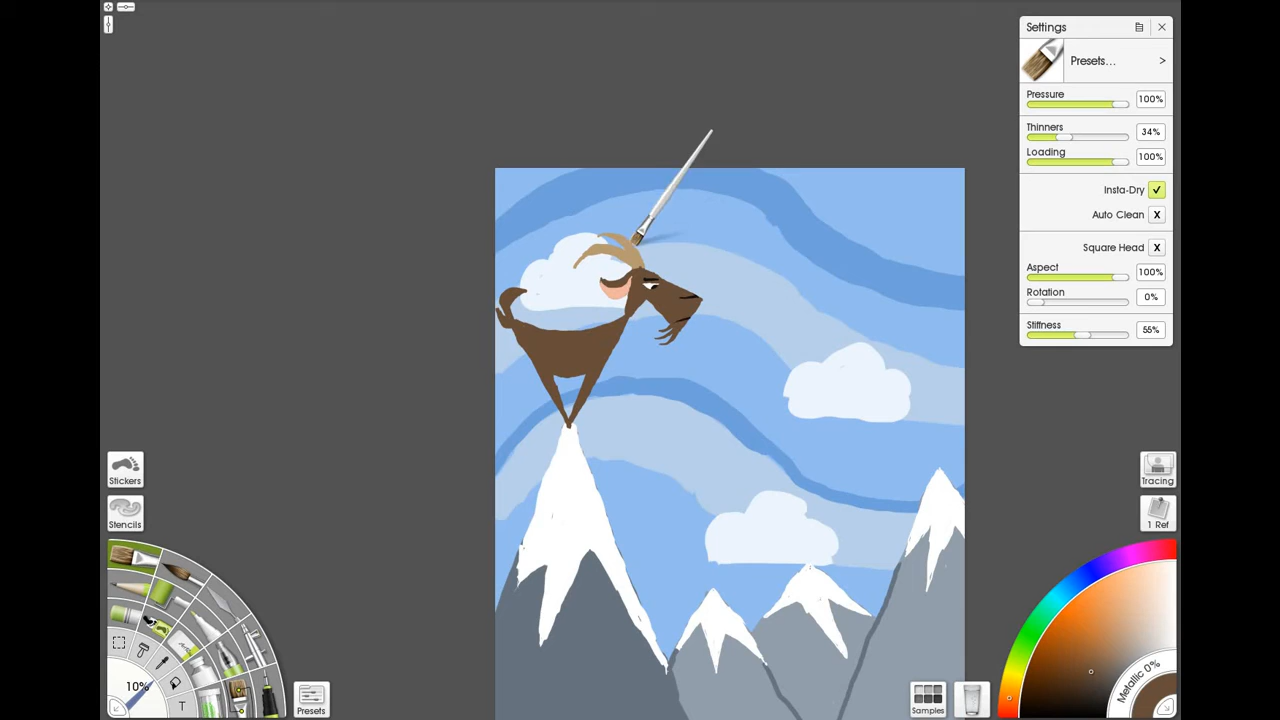 Settings
Presets... >
Pressure
100%
Thinners
34%
Loading
100%
Insta-Dry
Auto Clean X
Square Head X
Aspect
100%
Rotation
0%
Stiffness
55%
Stickers
Stencils
10%
T
Presets
Tracing
1 Ref
Metallic 0%
Samples